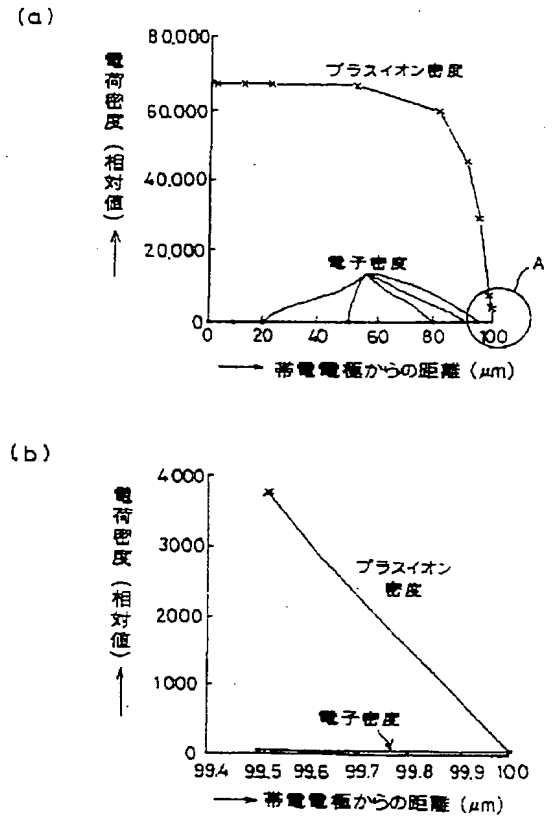 (a)
電荷密度(相対値)
80,000
60,000
40,000
20,000
0
プラスイオン密度
電子密度
A
0 20 40 60 80 100
帯電電極からの距離(μm)
(b)
電荷密度(相対値)
4000
3000
2000
1000
0
プラスイオン
密度
電子密度
99.4 99.5 99.6 99.7 99.8 99.9 100
帯電電極からの距離(μm)